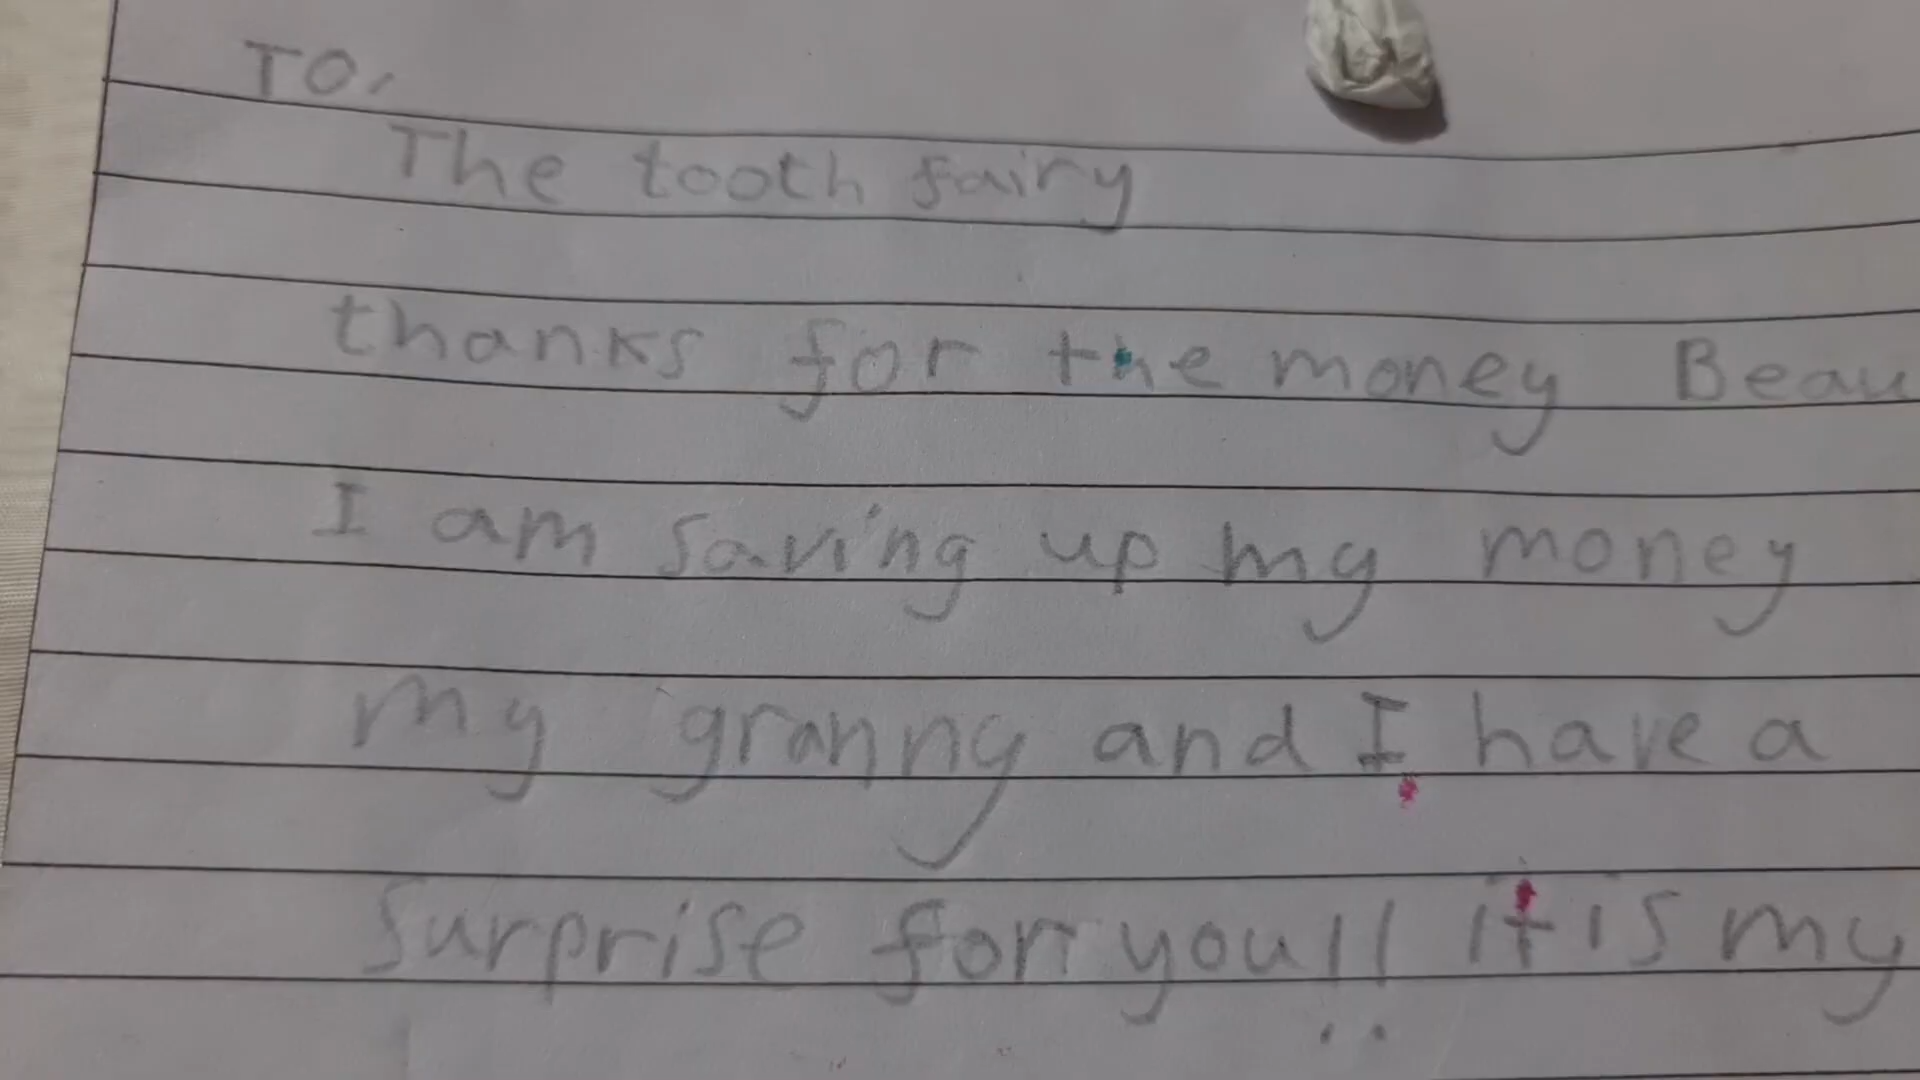 TO,
The tooth fairy
thanks for the money Beau
I am saving up my money
my granny and I have a
surprise for you!! it is my